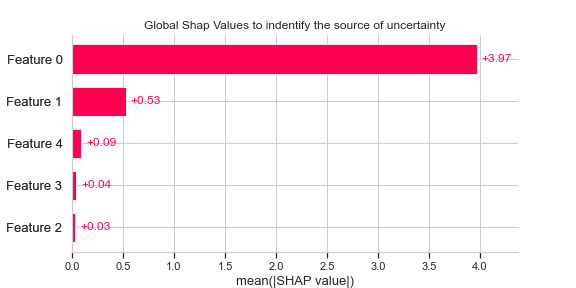 Global Shap Values to indentify the source of uncertainty
Feature 0 +3.97
Feature 1 +0.53
Feature 4 +0.09
Feature 3 +0.04
Feature 2 +0.03
0.0 0.5 1.0 1.5 2.0 2.5 3.0 3.5 4.0
mean(|SHAP value|)